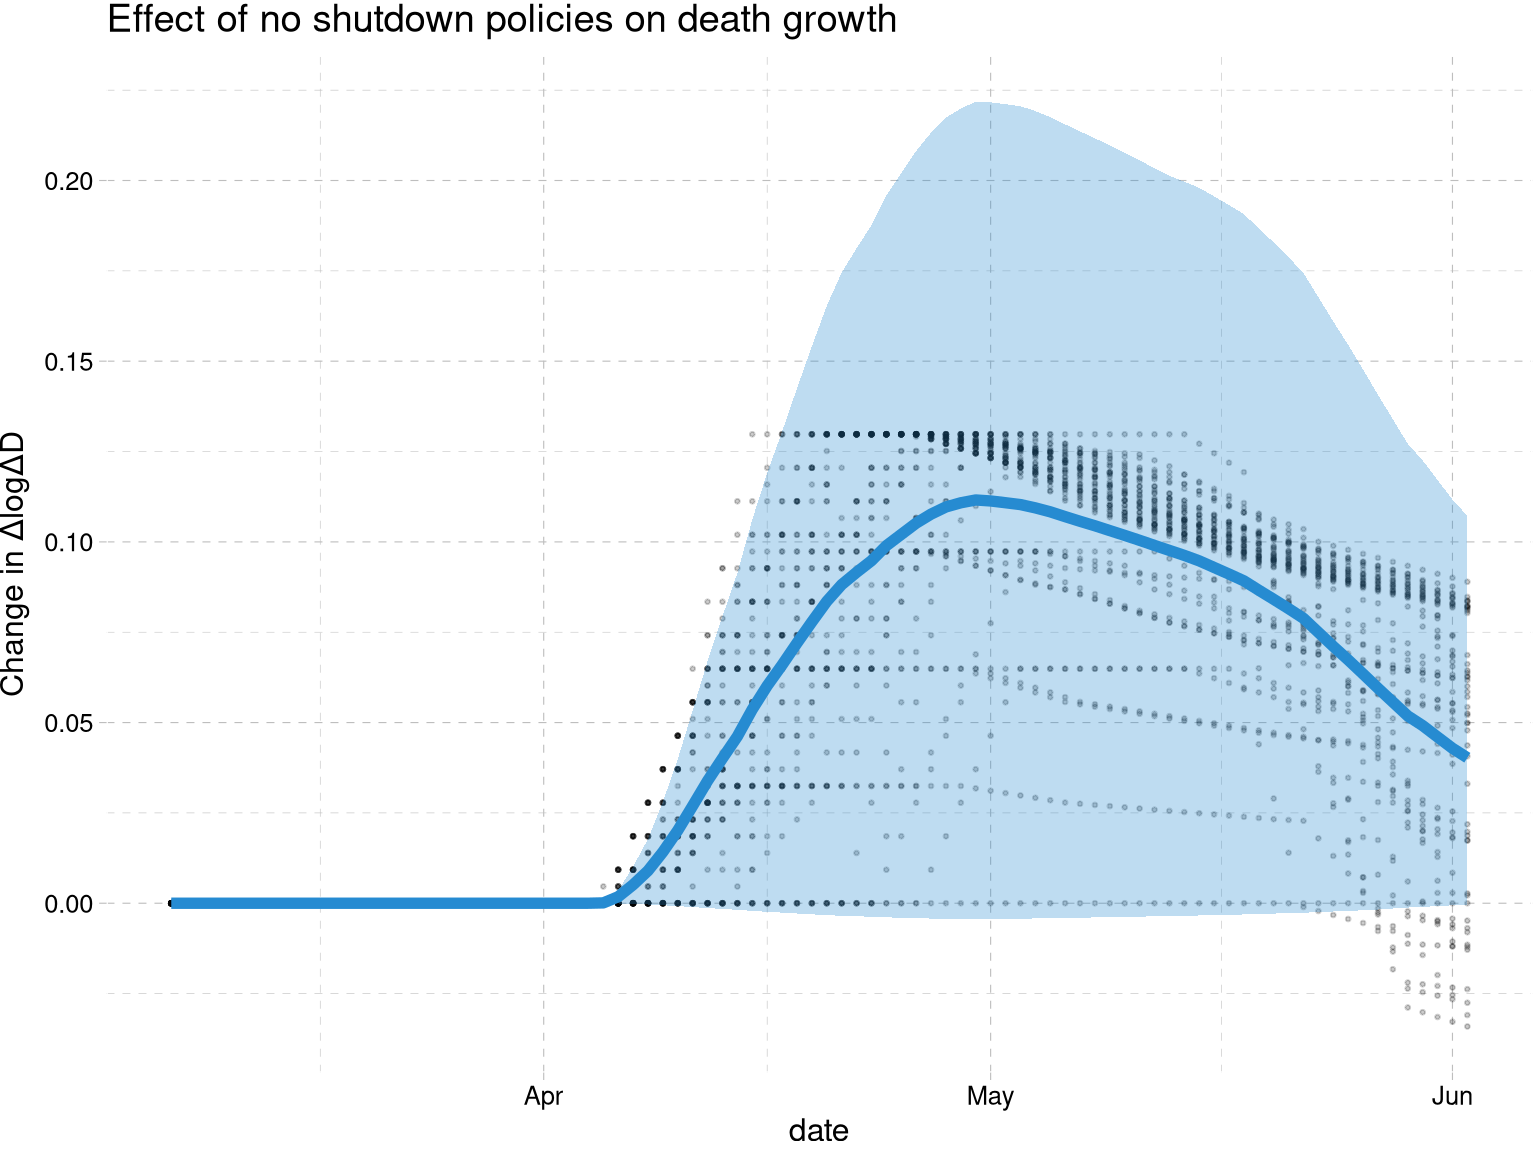 Effect of no shutdown policies on death growth
Change in ΔlogΔD
0.20
0.15
0.10
0.05
0.00
Apr
May
Jun
date